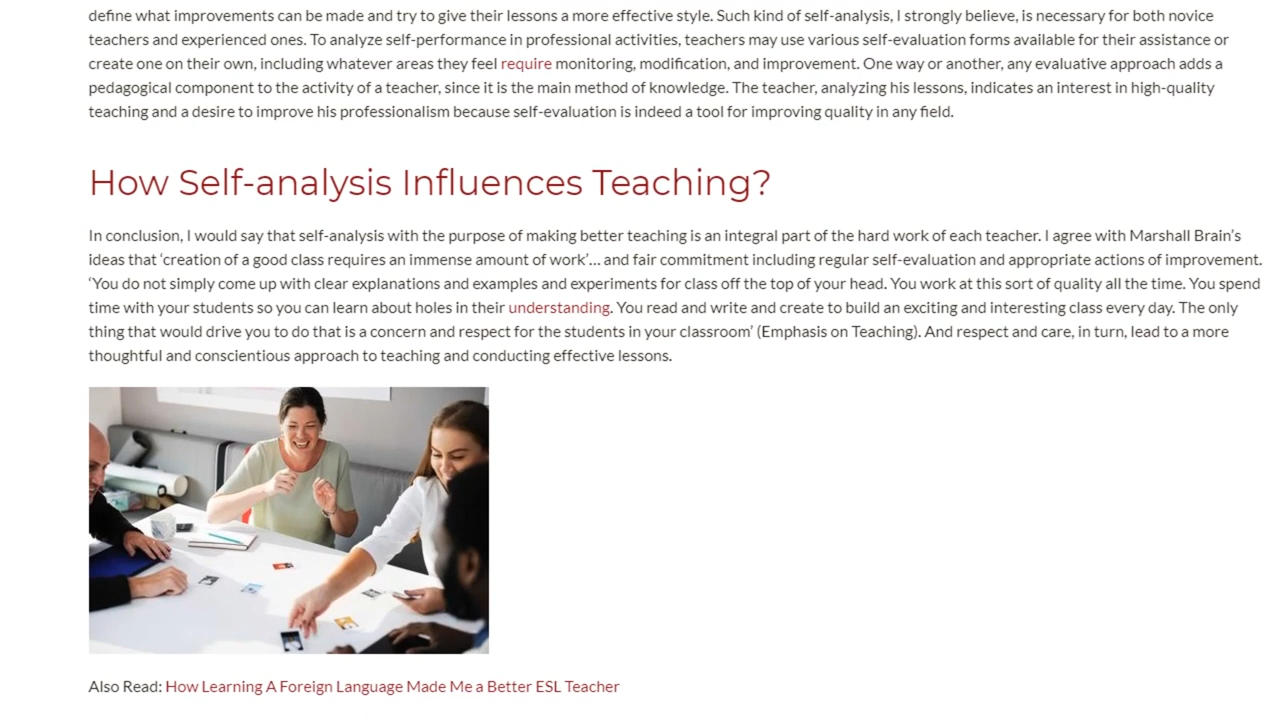 define what improvements can be made and try to give their lessons a more effective style. Such kind of self-analysis, I strongly believe, is necessary for both novice
teachers and experienced ones. To analyze self-performance in professional activities, teachers may use various self-evaluation forms available for their assistance or
create one on their own, including whatever areas they feel require monitoring, modification, and improvement. One way or another, any evaluative approach adds a
pedagogical component to the activity of a teacher, since it is the main method of knowledge. The teacher, analyzing his lessons, indicates an interest in high-quality
teaching and a desire to improve his professionalism because self-evaluation is indeed a tool for improving quality in any field.
How Self-analysis Influences Teaching?
In conclusion, I would say that self-analysis with the purpose of making better teaching is an integral part of the hard work of each teacher. I agree with Marshall Brain’s
ideas that ‘creation of a good class requires an immense amount of work’… and fair commitment including regular self-evaluation and appropriate actions of improvement.
‘You do not simply come up with clear explanations and examples and experiments for class off the top of your head. You work at this sort of quality all the time. You spend
time with your students so you can learn about holes in their understanding. You read and write and create to build an exciting and interesting class every day. The only
thing that would drive you to do that is a concern and respect for the students in your classroom’ (Emphasis on Teaching). And respect and care, in turn, lead to a more
thoughtful and conscientious approach to teaching and conducting effective lessons.
Also Read: How Learning A Foreign Language Made Me a Better ESL Teacher